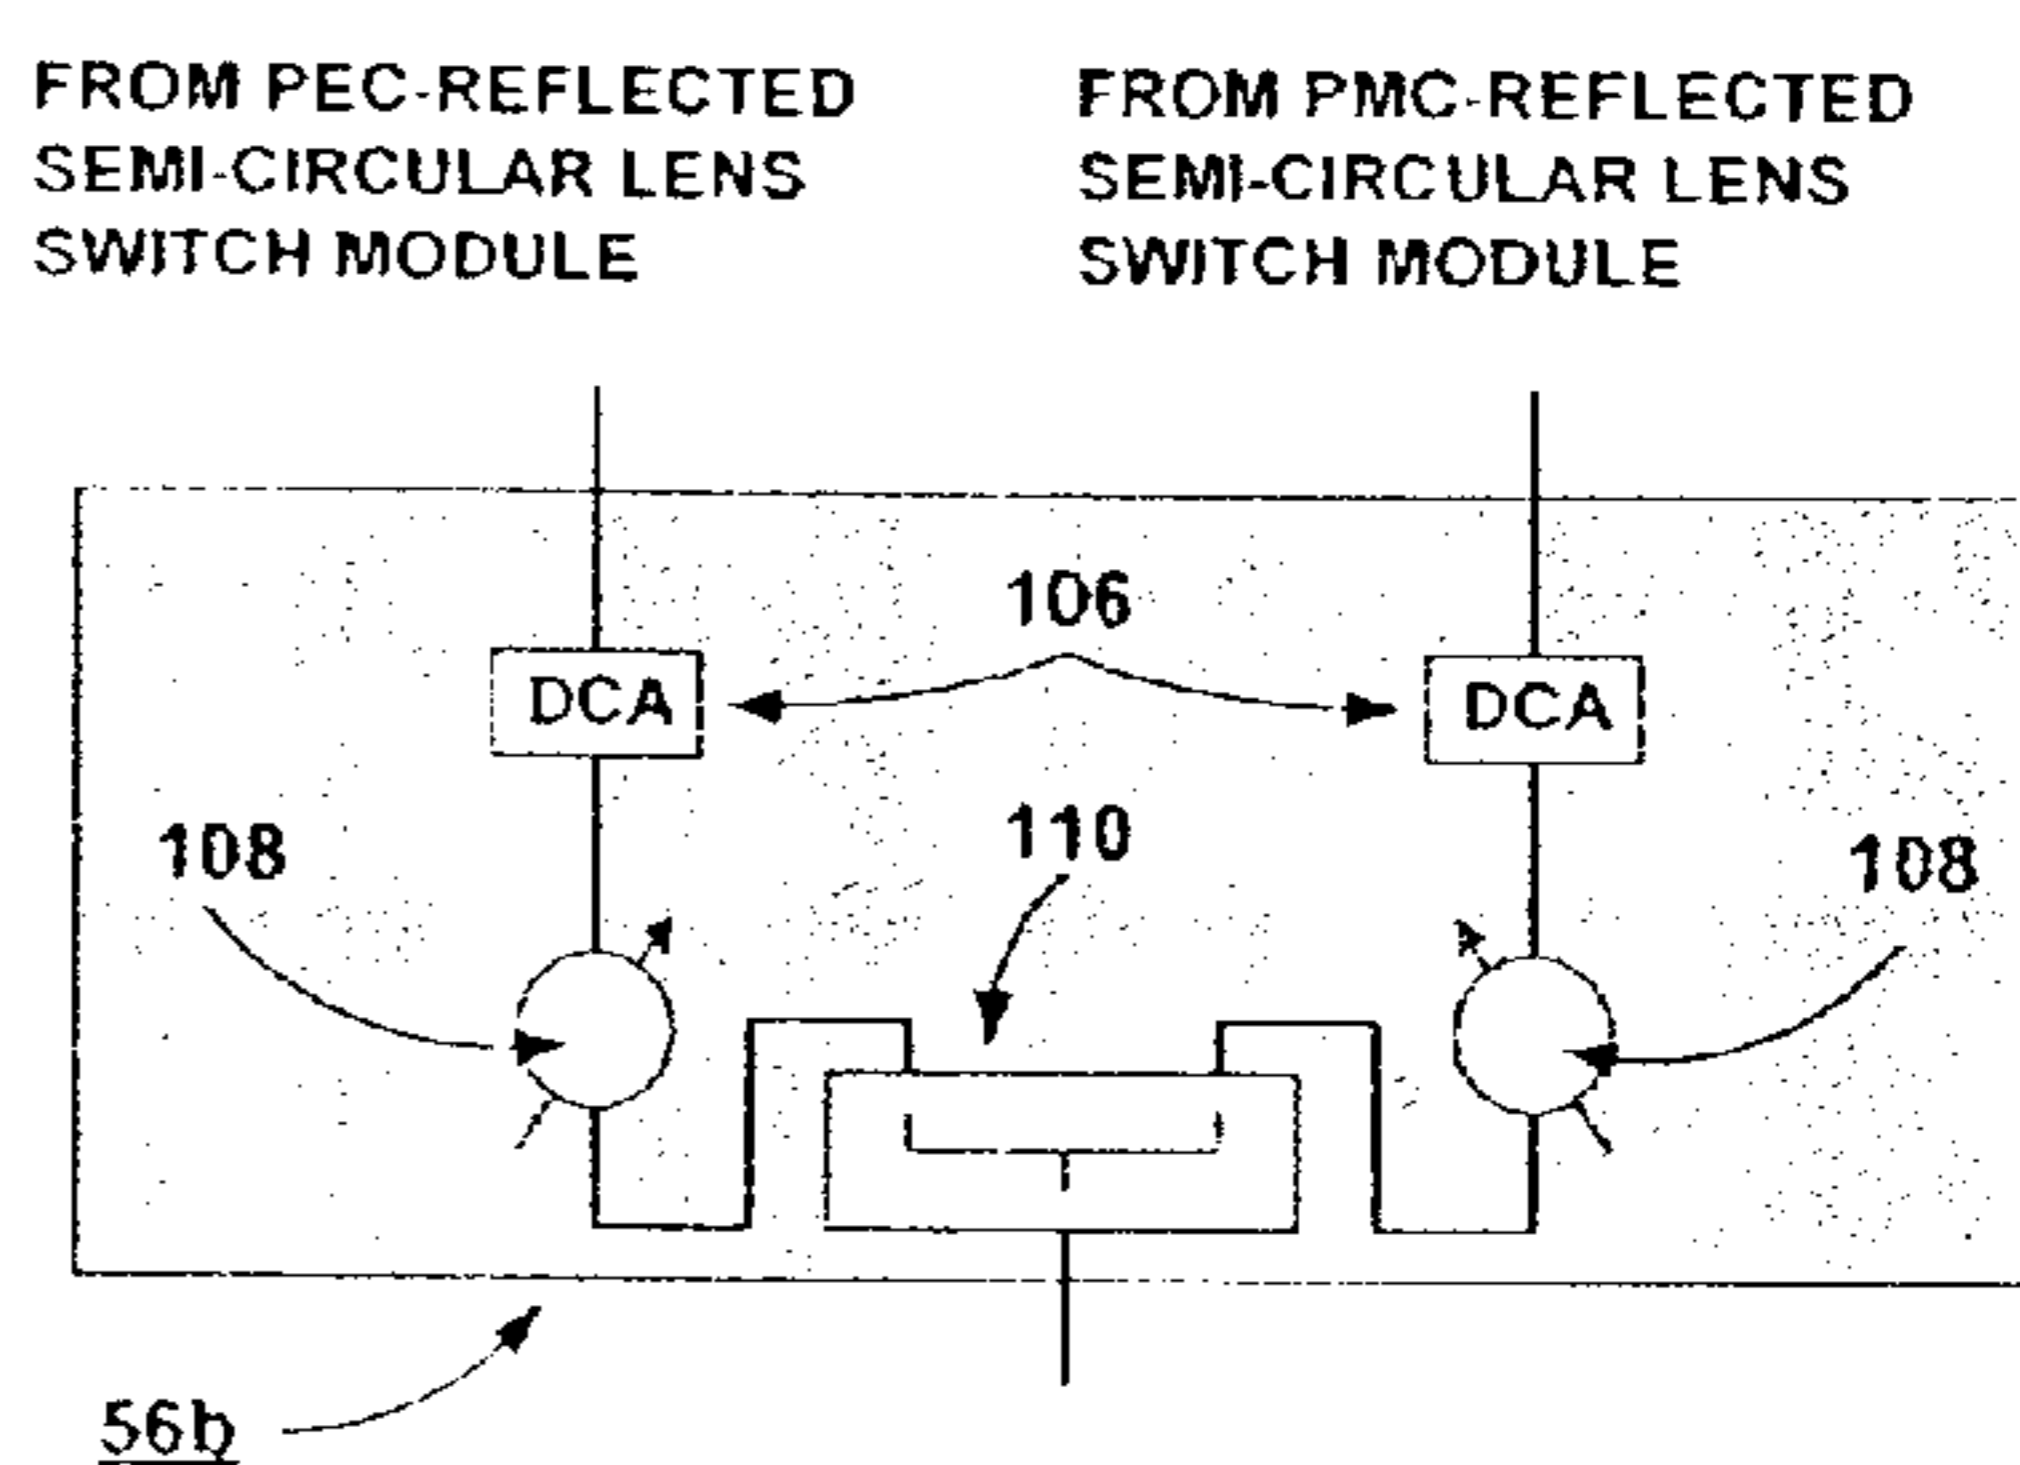 FROM PEC-REFLECTED
SEMI-CIRCULAR LENS
SWITCH MODULE
FROM PMC-REFLECTED
SEMI-CIRCULAR LENS
SWITCH MODULE
106
DCA
DCA
110
108
108
56b